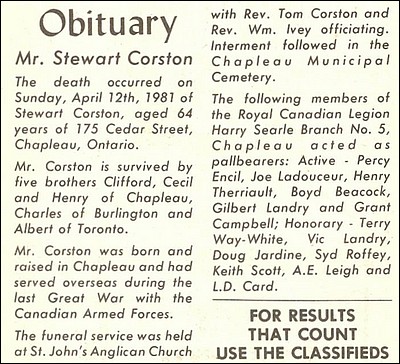 Obituary
Mr. Stewart Corston
The death occurred on
Sunday, April 12th, 1981 of
Stewart Corston, aged 64
years of 175 Cedar Street,
Chapleau, Ontario.
Mr. Corston is survived by
five brothers Clifford, Cecil
and Henry of Chapleau,
Charles of Burlington and
Albert of Toronto.
Mr. Corston was born and
raised in Chapleau and had
served overseas during the
last Great War with the
Canadian Armed Forces.
The funeral service was held
at St. John's Anglican Church
with Rev. Tom Corston and
Rev. Wm. Ivey officiating.
Interment followed in the
Chapleau Municipal
Cemetery.
The following members of
the Royal Canadian Legion
Harry Searle Branch No. 5,
Chapleau acted as
pallbearers: Active - Percy
Encil, Joe Ladouceur, Henry
Therriault, Boyd Beacock,
Gilbert Landry and Grant
Campbell; Honorary - Terry
Way-White, Vic Landry,
Doug Jardine, Syd Roffey,
Keith Scott, A.E. Leigh and
L.D. Card.
FOR RESULTS
THAT COUNT
USE THE CLASSIFIEDS